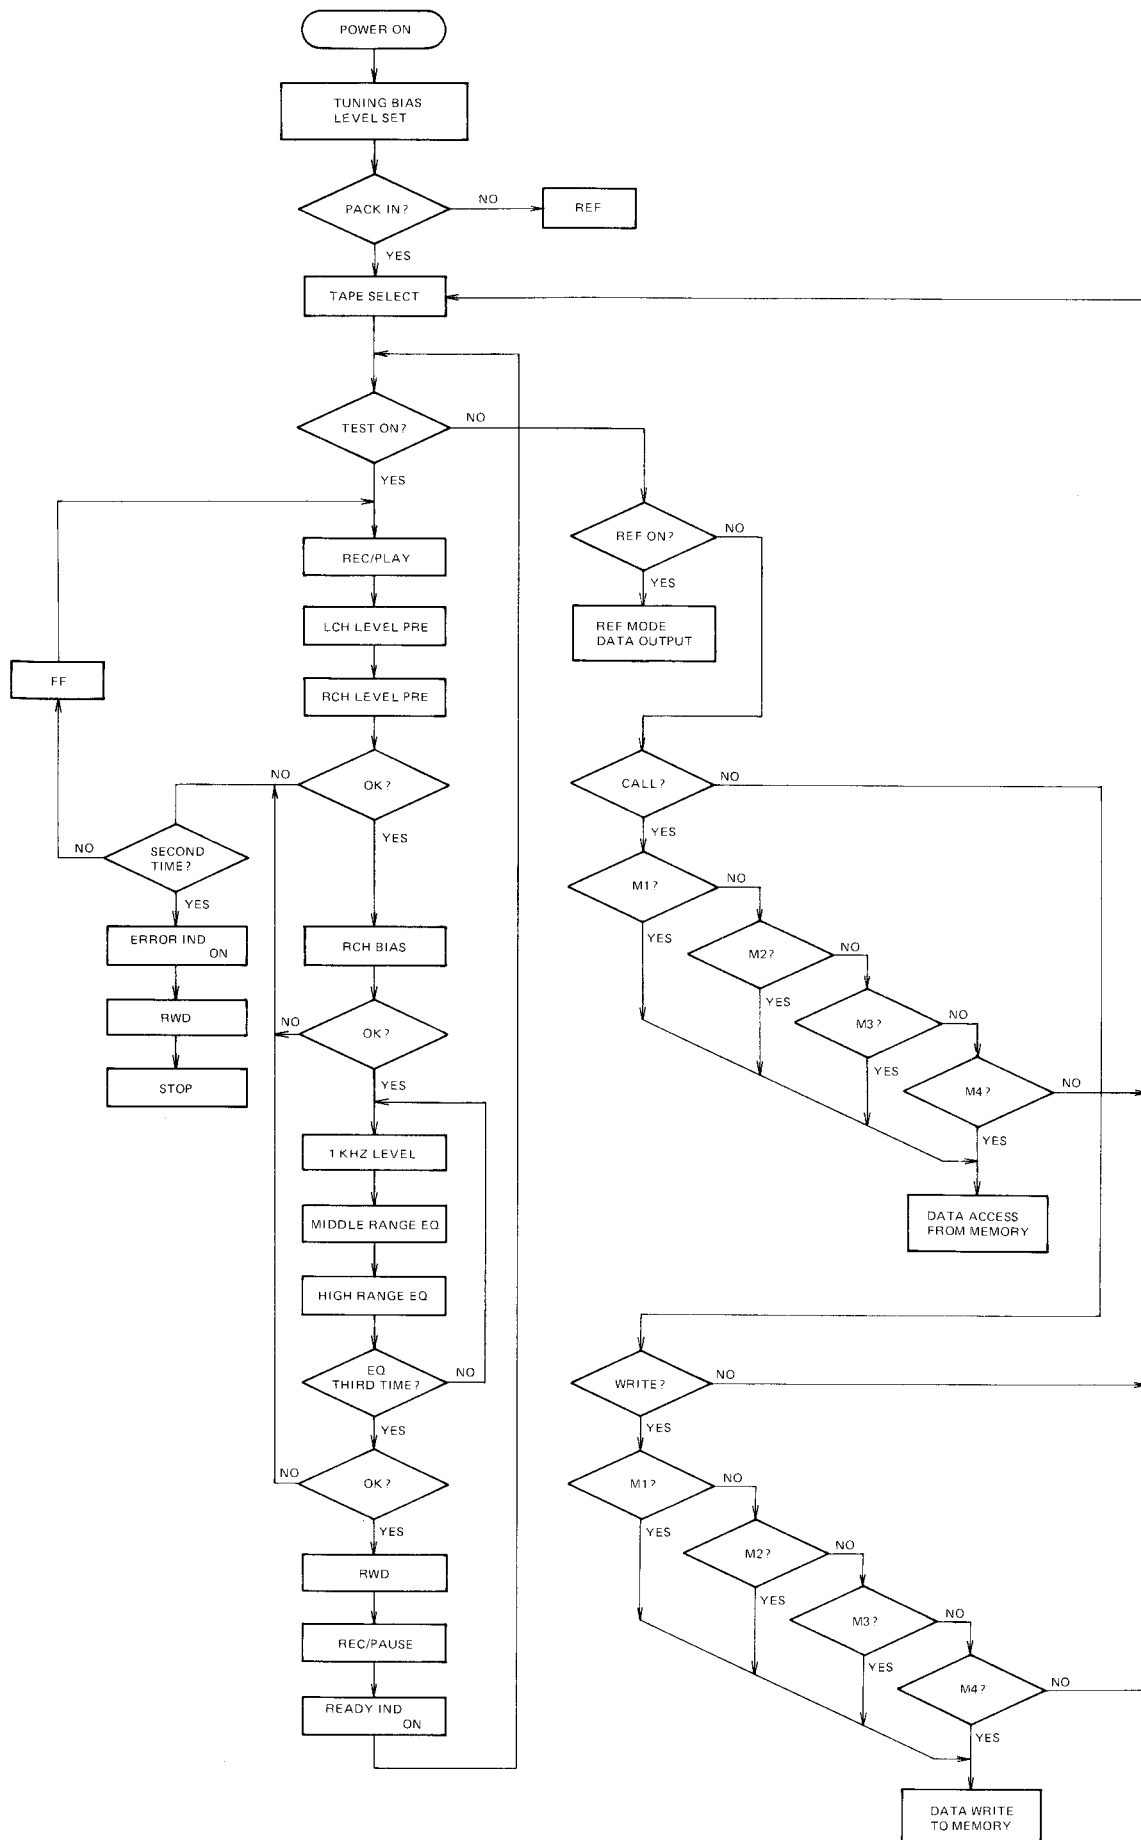 POWER ON
TUNING BIAS
LEVEL SET
PACK IN?
NO
REF
YES
TAPE SELECT
TEST ON?
NO
YES
REF ON?
NO
YES
REF MODE
DATA OUTPUT
REC/PLAY
LCH LEVEL PRE
RCH LEVEL PRE
FF
OK?
NO
YES
SECOND
TIME?
NO
YES
ERROR IND
ON
RWD
STOP
RCH BIAS
OK?
NO
YES
1 KHZ LEVEL
MIDDLE RANGE EQ
HIGH RANGE EQ
EQ
THIRD TIME?
NO
YES
OK?
NO
YES
RWD
REC/PAUSE
READY IND
ON
CALL?
NO
YES
M1?
NO
YES
M2?
NO
YES
M3?
NO
YES
M4?
NO
YES
DATA ACCESS
FROM MEMORY
WRITE?
NO
YES
M1?
NO
YES
M2?
NO
YES
M3?
NO
YES
M4?
NO
YES
DATA WRITE
TO MEMORY